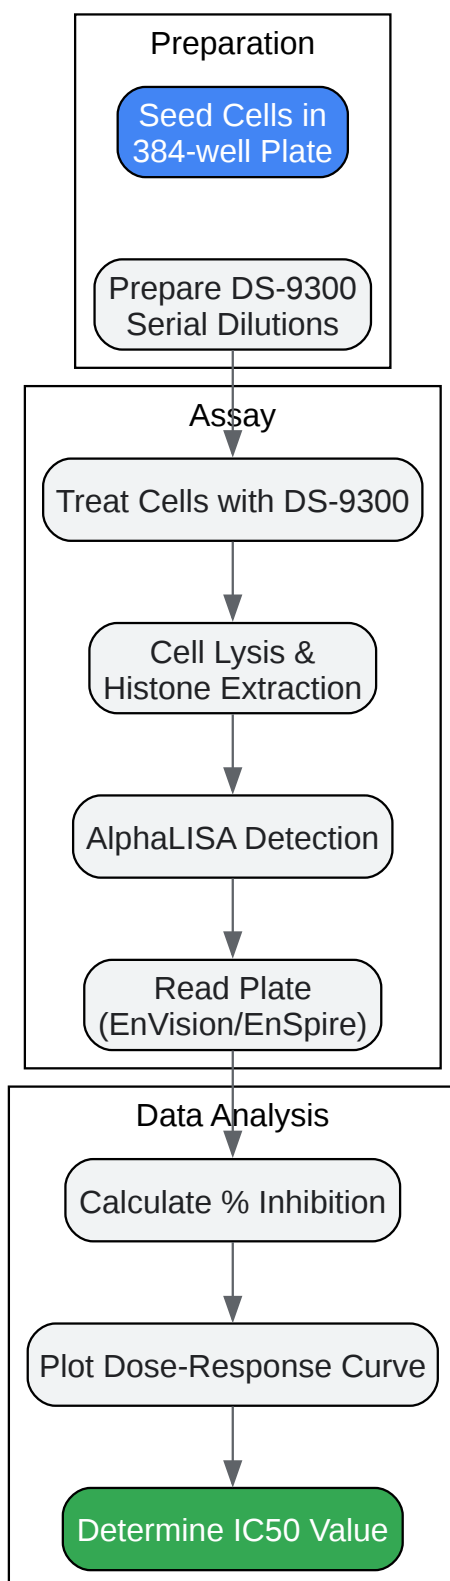 Preparation
Seed Cells in
384-well Plate
Prepare DS-9300
Serial Dilutions
Assay
Treat Cells with DS-9300
Cell Lysis &
Histone Extraction
AlphaLISA Detection
Read Plate
(EnVision/EnSpire)
Data Analysis
Calculate % Inhibition
Plot Dose-Response Curve
Determine IC50 Value